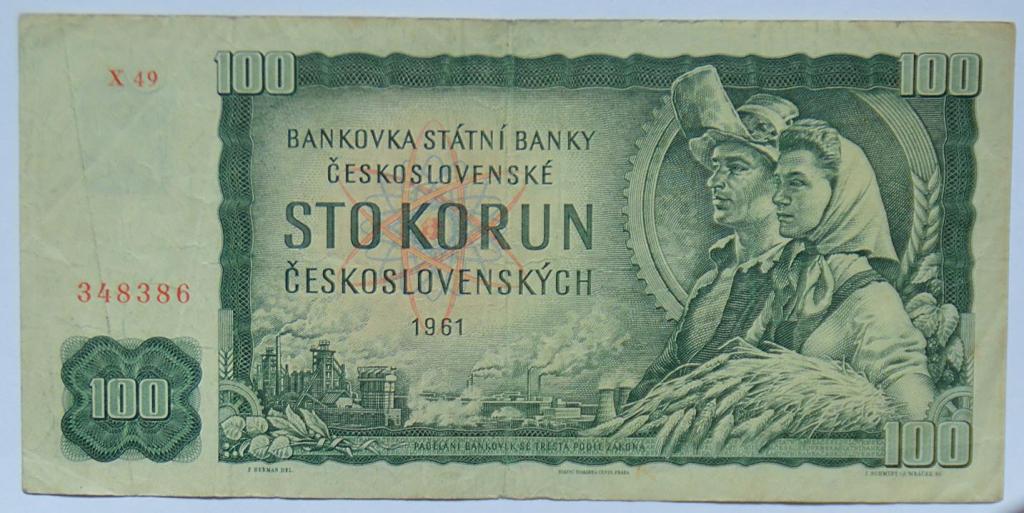 X 49
100
100
BANKOVKA STÁTNÍ BANKY
ČESKOSLOVENSKÉ
STO KORUN
ČESKOSLOVENSKÝCH
1961
348386
100
PADĚLÁNÍ BANKOVEK SE TRESTÁ PODLE ZÁKONA
100